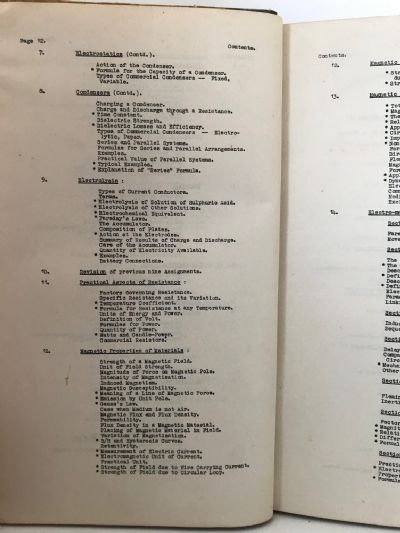 Page 12.
Contents.
7. Electrostatics (Contd.).
Action of the Condenser.
* Formula for the Capacity of a Condenser.
Types of Commercial Condensers — Fixed,
Variable.
8. Condensers (Contd.).
Charging a Condenser.
Charge and Discharge through a Resistance.
* Time Constant.
Dielectric Strength.
* Dielectric Losses and Efficiency.
Types of Commercial Condensers — Electro-
lytic, Paper.
Series and Parallel Systems.
Formulae for Series and Parallel Arrangements.
Examples.
Practical Value of Parallel Systems.
* Typical Examples.
* Explanation of "Series" Formula.
9. Electrolysis :
Types of Current Conductors.
Terms.
* Electrolysis of Solution of Sulphuric Acid.
* Electrolysis of Other Solutions.
* Electrochemical Equivalent.
Faraday's Laws.
The Accumulator.
Composition of Plates.
* Action at the Electrodes.
Summary of Results of Charge and Discharge.
Care of the Accumulator.
Quantity of Electricity Available.
* Examples.
Battery Connections.
10. Revision of previous nine Assignments.
11. Practical Aspects of Resistance :
Factors Governing Resistance.
Specific Resistance and its Variation.
* Temperature Coefficient.
* Formula for Resistance at any Temperature.
Units of Energy and Power.
Definition of Volt.
Formulae for Power.
Quantity of Power.
* Watts and Candle-Power.
Commercial Resistors.
12. Magnetic Properties of Materials :
Strength of a Magnetic Field.
Unit of Field Strength.
Magnitude of Force on Magnetic Pole.
Intensity of Magnetisation.
Induced Magnetism.
Magnetic Susceptibility.
* Meaning of a Line of Magnetic Force.
* Emission by Unit Pole.
* Gauss's Law.
Case when Medium is not Air.
Magnetic Flux and Flux Density.
Permeability.
Flux Density in a Magnetic Material.
Placing of Magnetic Material in Field.
Variation of Magnetisation.
* B/H and Hysteresis Curves.
Retentivity.
* Measurement of Electric Current.
* Electromagnetic Unit of Current.
Practical Unit.
* Strength of Field due to Wire Carrying Current.
* Strength of Field due to Circular Loop.
Contents.
12. Magnetic
* Str
du
* Str
13. Magnetic
14. Electro-m